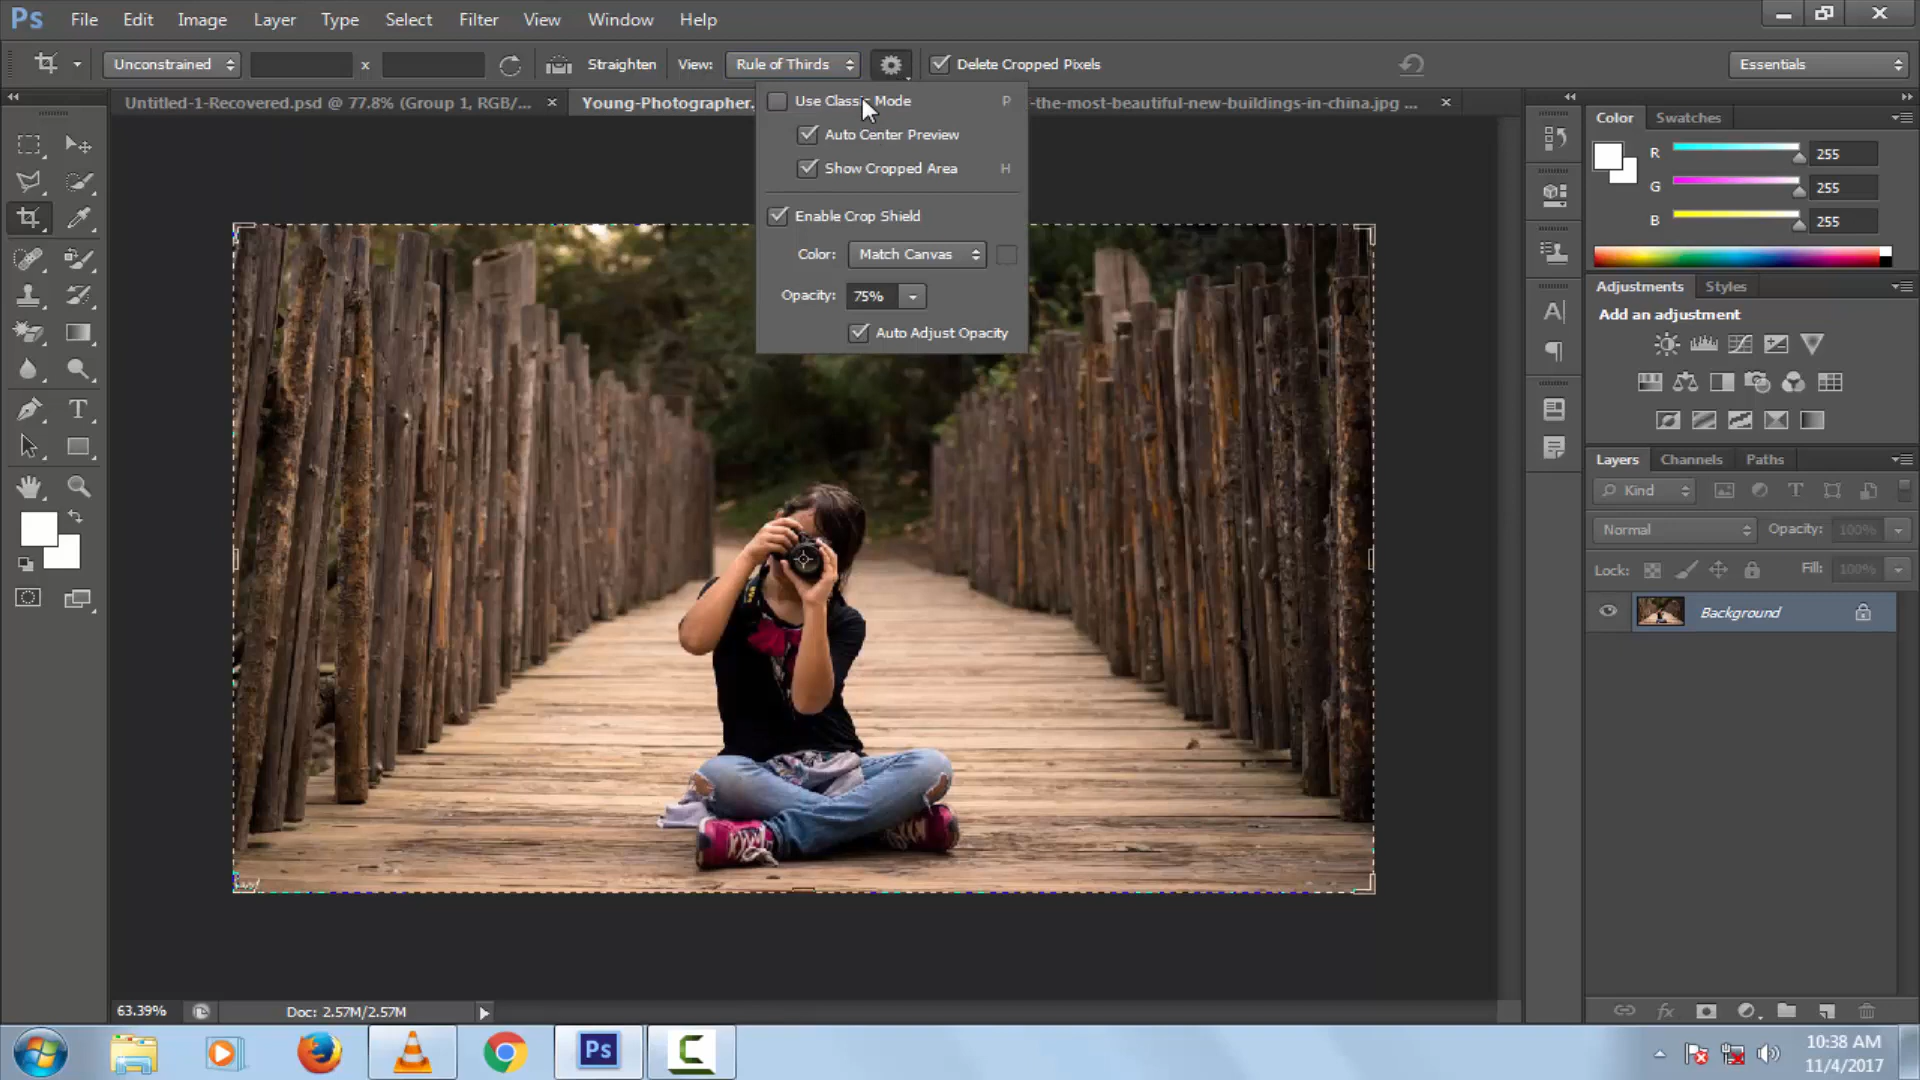 Ps File Edit Image Layer Type Select Filter View Window Help
Unconstrained x Straighten View: Rule of Thirds Delete Cropped Pixels Essentials
Untitled-1-Recovered.psd @ 77.8% (Group 1, RGB/... × Young-Photographer. -the-most-beautiful-new-buildings-in-china.jpg ... ×
Use Classic Mode P
Auto Center Preview
Show Cropped Area H
Enable Crop Shield
Color: Match Canvas
Opacity: 75%
Auto Adjust Opacity
Color Swatches
R 255
G 255
B 255
Adjustments Styles
Add an adjustment
Layers Channels Paths
Kind
Normal Opacity: 100%
Lock: Fill: 100%
Background
63.39% Doc: 2.57M/2.57M
Ps
10:38 AM
11/4/2017